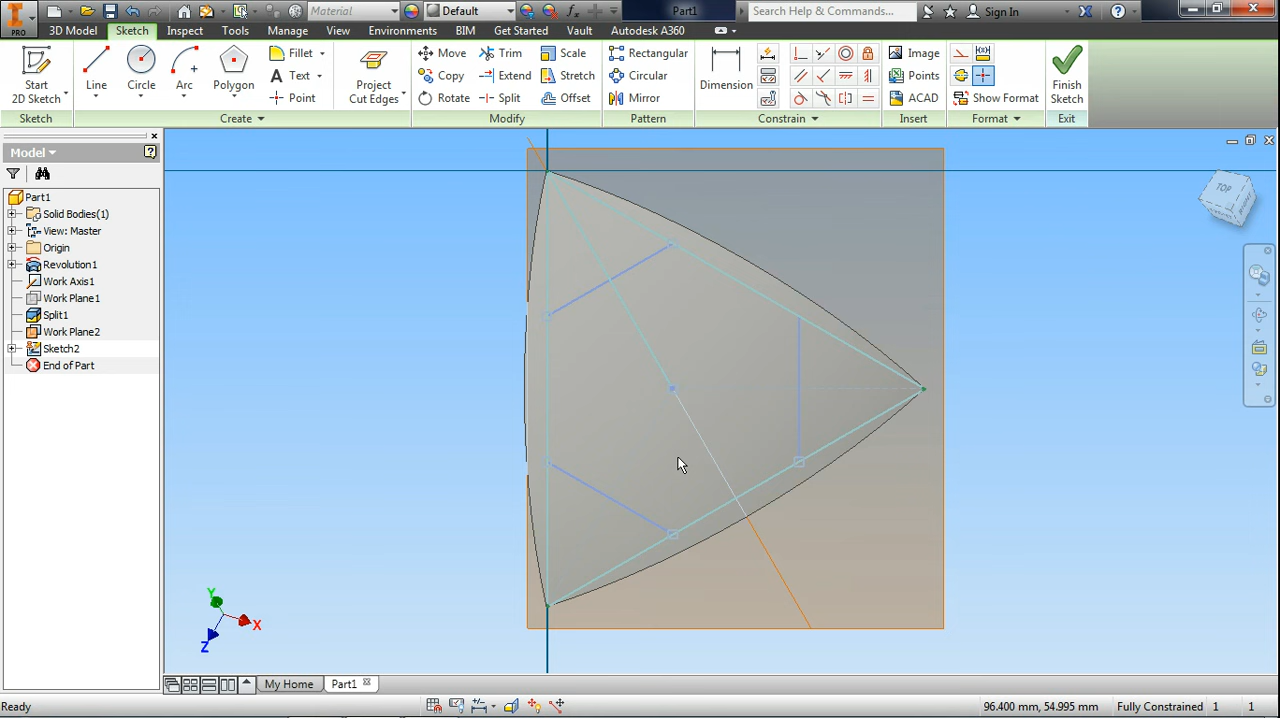 Material
Default
Part1
Search Help & Commands...
Sign In
PRO
3D Model
Sketch
Inspect
Tools
Manage
View
Environments
BIM
Get Started
Vault
Autodesk A360
Start
2D Sketch
Line
Circle
Arc
Polygon
Fillet
Text
Point
Project
Cut Edges
Move
Trim
Scale
Copy
Extend
Stretch
Rotate
Split
Offset
Rectangular
Circular
Mirror
Dimension
Image
Points
ACAD
Show Format
Finish
Sketch
Sketch
Create
Modify
Pattern
Constrain
Insert
Format
Exit
Model
Part1
Solid Bodies(1)
View: Master
Origin
Revolution1
Work Axis1
Work Plane1
Split1
Work Plane2
Sketch2
End of Part
TOP
Y
X
Z
My Home
Part1
Ready
96.400 mm, 54.995 mm
Fully Constrained
1
1